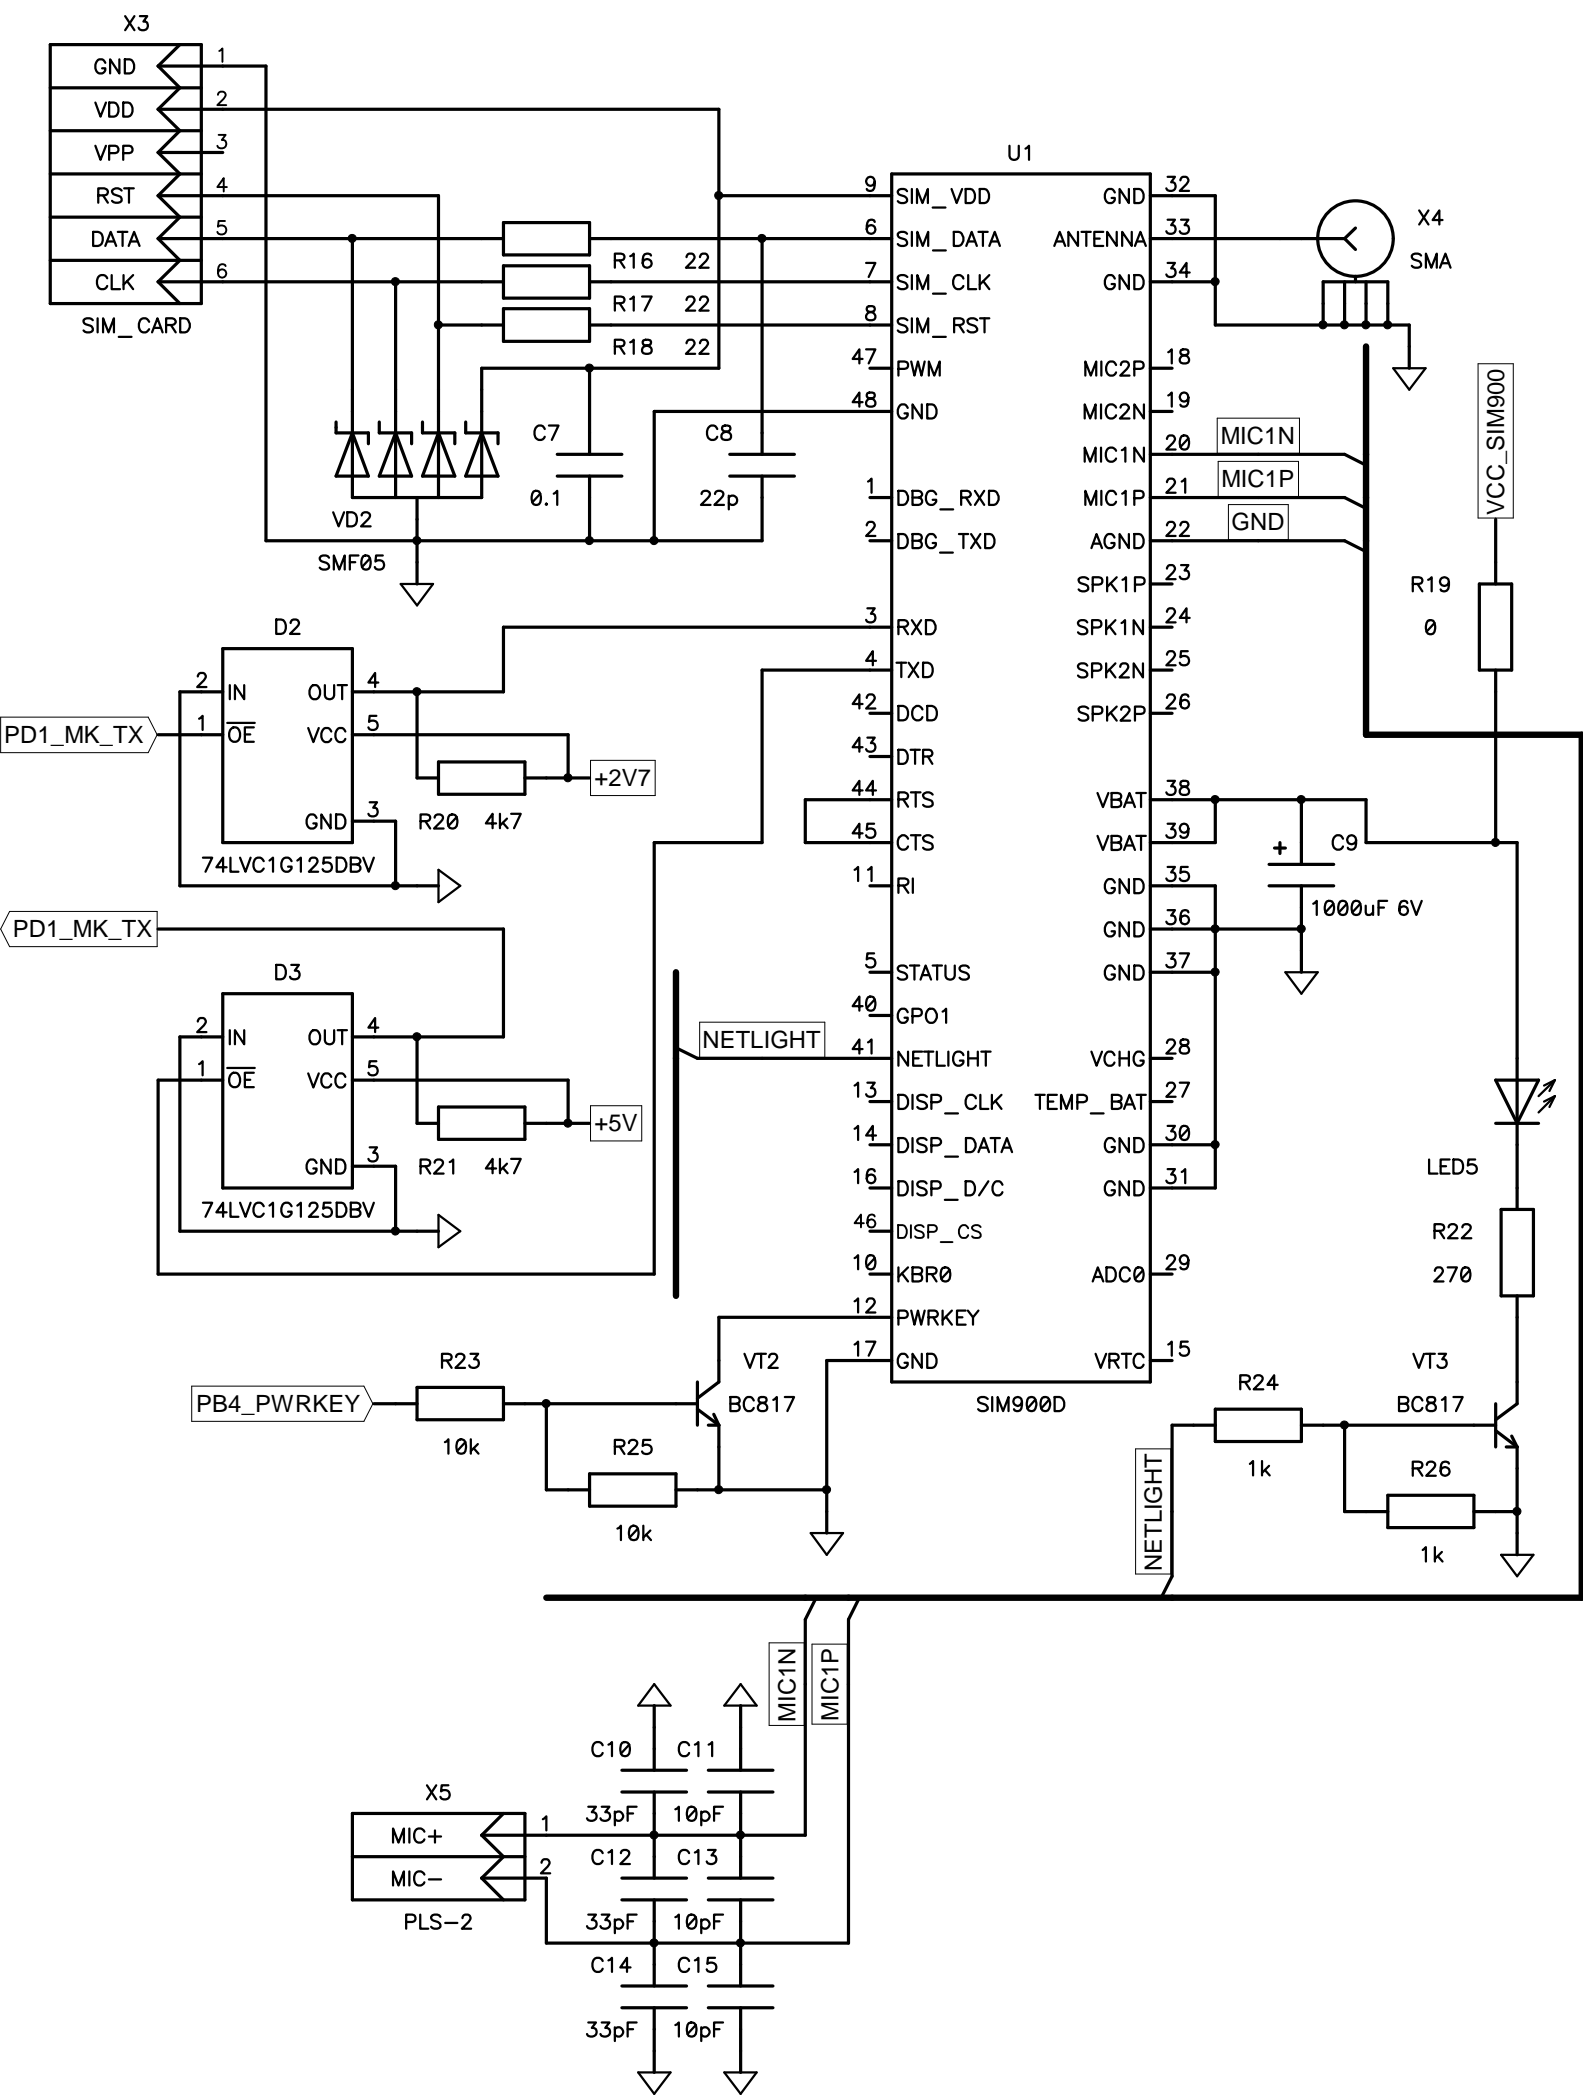 X3
GND 1
VDD 2
VPP 3
RST 4
DATA 5
CLK 6
SIM_CARD
R16 22
R17 22
R18 22
C7
0.1
C8
22p
VD2
SMF05
U1
9 SIM_VDD
6 SIM_DATA
7 SIM_CLK
8 SIM_RST
47 PWM
48 GND
1 DBG_RXD
2 DBG_TXD
3 RXD
4 TXD
42 DCD
43 DTR
44 RTS
45 CTS
11 RI
5 STATUS
40 GPO1
41 NETLIGHT
13 DISP_CLK
14 DISP_DATA
16 DISP_D/C
46 DISP_CS
10 KBR0
12 PWRKEY
17 GND
GND 32
ANTENNA 33
GND 34
MIC2P 18
MIC2N 19
MIC1N 20
MIC1P 21
AGND 22
SPK1P 23
SPK1N 24
SPK2N 25
SPK2P 26
VBAT 38
VBAT 39
GND 35
GND 36
GND 37
VCHG 28
TEMP_BAT 27
GND 30
GND 31
ADC0 29
VRTC 15
SIM900D
X4
SMA
MIC1N
MIC1P
GND
VCC_SIM900
R19
0
+
C9
1000uF 6V
LED5
R22
270
VT3
BC817
R24
1k
R26
1k
NETLIGHT
D2
2 IN OUT 4
PD1_MK_TX
1 OE VCC 5
+2V7
GND 3
R20 4k7
74LVC1G125DBV
PD1_MK_TX
D3
2 IN OUT 4
1 OE VCC 5
+5V
GND 3
R21 4k7
74LVC1G125DBV
NETLIGHT
R23
PB4_PWRKEY
10k
R25
10k
VT2
BC817
MIC1N
MIC1P
C10 C11
33pF 10pF
X5
MIC+ 1
MIC- 2
PLS-2
C12 C13
33pF 10pF
C14 C15
33pF 10pF